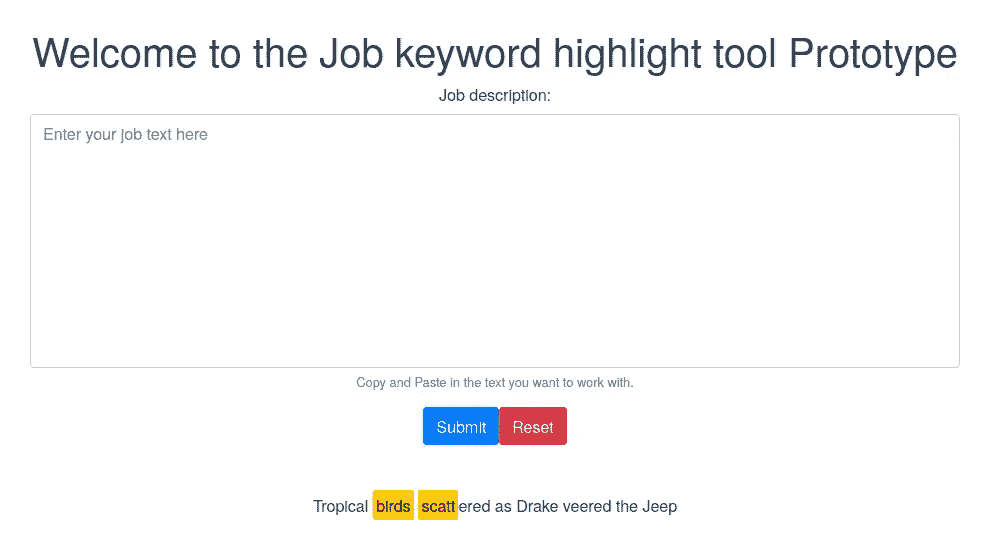 Welcome to the Job keyword highlight tool Prototype
Job description:
Enter your job text here
Copy and Paste in the text you want to work with.
Submit Reset
Tropical birds scattered as Drake veered the Jeep